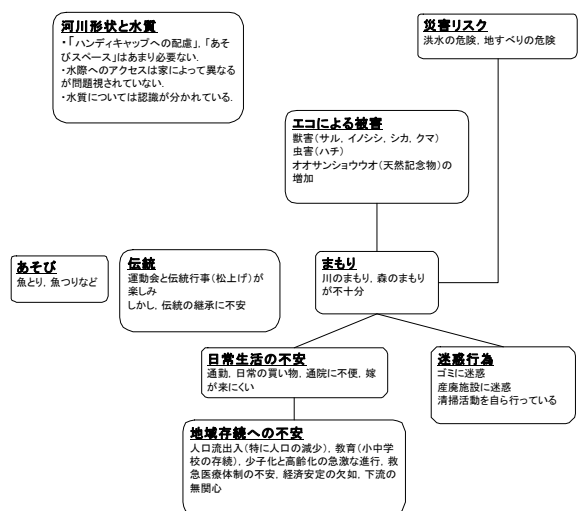 河川形状と水質
・「ハンディキャップへの配慮」，「あそ
びスペース」はあまり必要ない．
・水際へのアクセスは家によって異なる
が問題視されていない．
・水質については認識が分かれている．
災害リスク
洪水の危険，地すべりの危険
エコによる被害
獣害（サル，イノシシ，シカ，クマ）
虫害（ハチ）
オオサンショウウオ（天然記念物）の
増加
あそび
魚とり，魚つりなど
伝統
運動会と伝統行事（松上げ）が
楽しみ
しかし，伝統の継承に不安
まもり
川のまもり，森のまもり
が不十分
日常生活の不安
通勤，日常の買い物，通院に不便，嫁
が来にくい
迷惑行為
ゴミに迷惑
産廃施設に迷惑
清掃活動を自ら行っている
地域存続への不安
人口流出入（特に人口の減少），教育（小中学
校の存続），少子化と高齢化の急激な進行，救
急医療体制の不安，経済安定の欠如，下流の
無関心